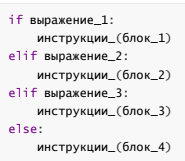 if выражение_1:
    инструкции_(блок_1)
elif выражение_2:
    инструкции_(блок_2)
elif выражение_3:
    инструкции_(блок_3)
else:
    инструкции_(блок_4)